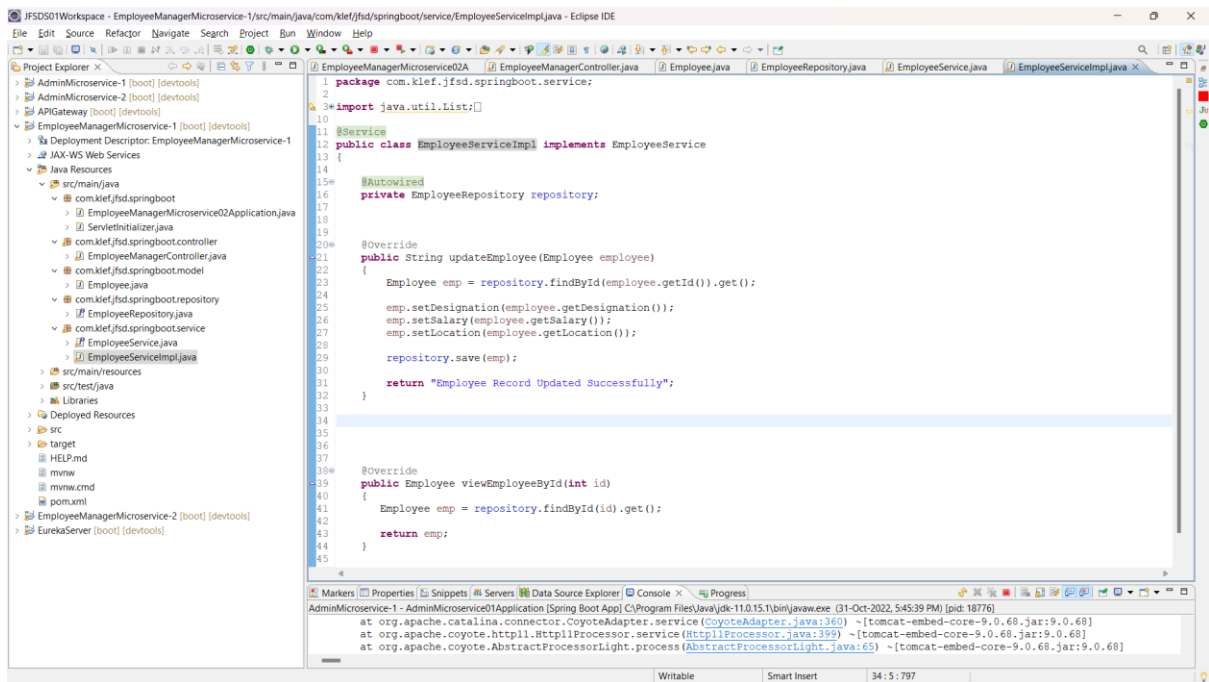 JFSDS01Workspace - EmployeeManagerMicroservice-1/src/main/java/com/klef/jfsd/springboot/service/EmployeeServiceImpl.java - Eclipse IDE
File Edit Source Refactor Navigate Search Project Run Window Help
Project Explorer
AdminMicroservice-1 [boot] [devtools]
AdminMicroservice-2 [boot] [devtools]
APIGateway [boot] [devtools]
EmployeeManagerMicroservice-1 [boot] [devtools]
Deployment Descriptor: EmployeeManagerMicroservice-1
JAX-WS Web Services
Java Resources
src/main/java
com.klef.jfsd.springboot
EmployeeManagerMicroservice02Application.java
ServletInitializer.java
com.klef.jfsd.springboot.controller
EmployeeManagerController.java
com.klef.jfsd.springboot.model
Employee.java
com.klef.jfsd.springboot.repository
EmployeeRepository.java
com.klef.jfsd.springboot.service
EmployeeService.java
EmployeeServiceImpl.java
src/main/resources
src/test/java
Libraries
Deployed Resources
src
target
HELP.md
mvnw
mvnw.cmd
pom.xml
EmployeeManagerMicroservice-2 [boot] [devtools]
EurekaServer [boot] [devtools]
EmployeeManagerMicroservice02A EmployeeManagerController.java Employee.java EmployeeRepository.java EmployeeService.java EmployeeServiceImpl.java
1 package com.klef.jfsd.springboot.service;
2
3 import java.util.List;
10
11 @Service
12 public class EmployeeServiceImpl implements EmployeeService
13 {
14
15 @Autowired
16 private EmployeeRepository repository;
17
18
19
20 @Override
21 public String updateEmployee(Employee employee)
22 {
23 Employee emp = repository.findById(employee.getId()).get();
24
25 emp.setDesignation(employee.getDesignation());
26 emp.setSalary(employee.getSalary());
27 emp.setLocation(employee.getLocation());
28
29 repository.save(emp);
30
31 return "Employee Record Updated Successfully";
32 }
33
34
35
36
37
38 @Override
39 public Employee viewEmployeeById(int id)
40 {
41 Employee emp = repository.findById(id).get();
42
43 return emp;
44 }
45
Markers Properties Snippets Servers Data Source Explorer Console Progress
AdminMicroservice-1 - AdminMicroservice01Application [Spring Boot App] C:\Program Files\Java\jdk-11.0.15.1\bin\javaw.exe (31-Oct-2022, 5:45:39 PM) [pid: 18776]
at org.apache.catalina.connector.CoyoteAdapter.service(CoyoteAdapter.java:360) ~[tomcat-embed-core-9.0.68.jar:9.0.68]
at org.apache.coyote.http11.Http11Processor.service(Http11Processor.java:399) ~[tomcat-embed-core-9.0.68.jar:9.0.68]
at org.apache.coyote.AbstractProcessorLight.process(AbstractProcessorLight.java:65) ~[tomcat-embed-core-9.0.68.jar:9.0.68]
Writable Smart Insert 34 : 5 : 797